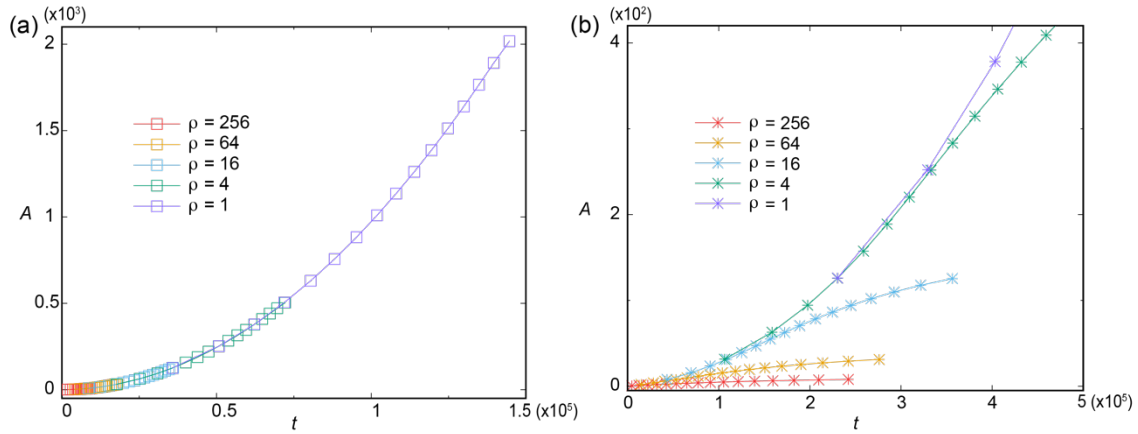 (a)
(x10³)
2
1.5
1
0.5
0
A
ρ = 256
ρ = 64
ρ = 16
ρ = 4
ρ = 1
0
0.5
1
1.5 (x10⁵)
t
(b)
(x10²)
4
2
0
A
ρ = 256
ρ = 64
ρ = 16
ρ = 4
ρ = 1
0
1
2
3
4
5 (x10⁵)
t